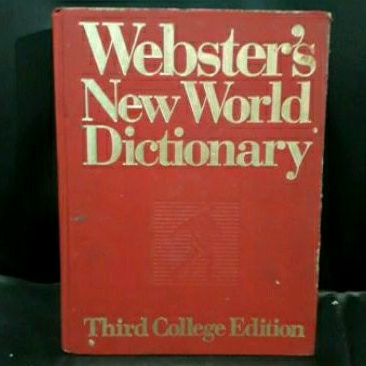 Webster's
New World
Dictionary
Third College Edition